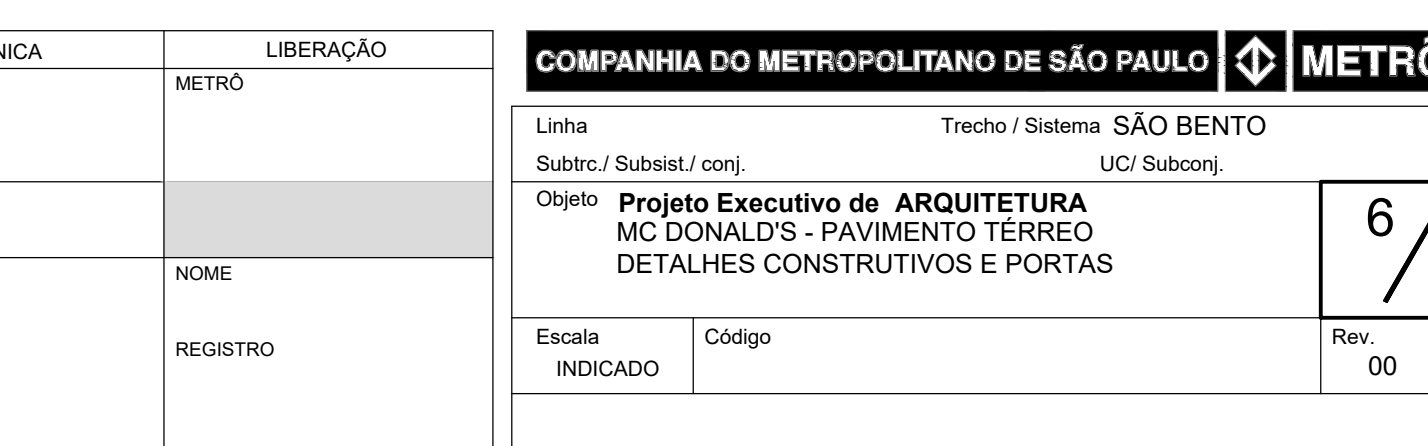 NICA
LIBERAÇÃO
METRÔ
NOME
REGISTRO
COMPANHIA DO METROPOLITANO DE SÃO PAULO METRÔ
Linha Trecho / Sistema SÃO BENTO
Subtrc./ Subsist./ conj. UC/ Subconj.
Objeto Projeto Executivo de ARQUITETURA
MC DONALD'S - PAVIMENTO TÉRREO
DETALHES CONSTRUTIVOS E PORTAS
6/
Escala Código Rev.
INDICADO 00